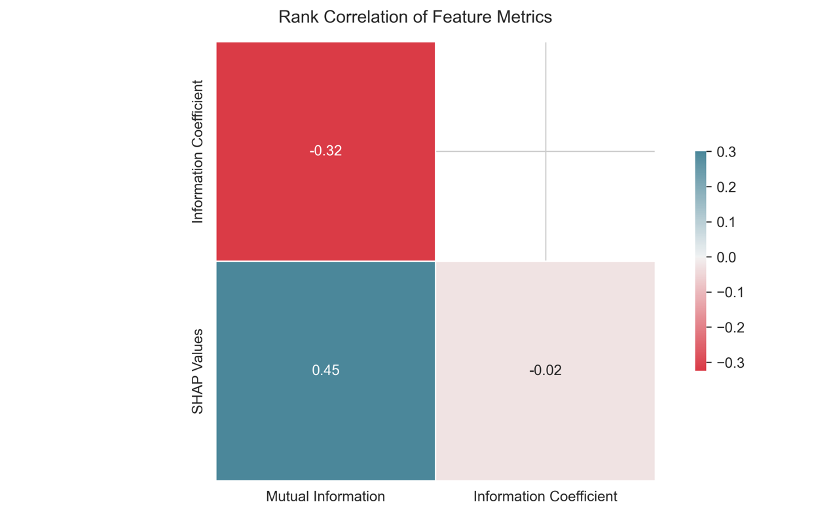 Rank Correlation of Feature Metrics
Information Coefficient
-0.32
SHAP Values
0.45
-0.02
Mutual Information
Information Coefficient
0.3
0.2
0.1
0.0
−0.1
−0.2
−0.3